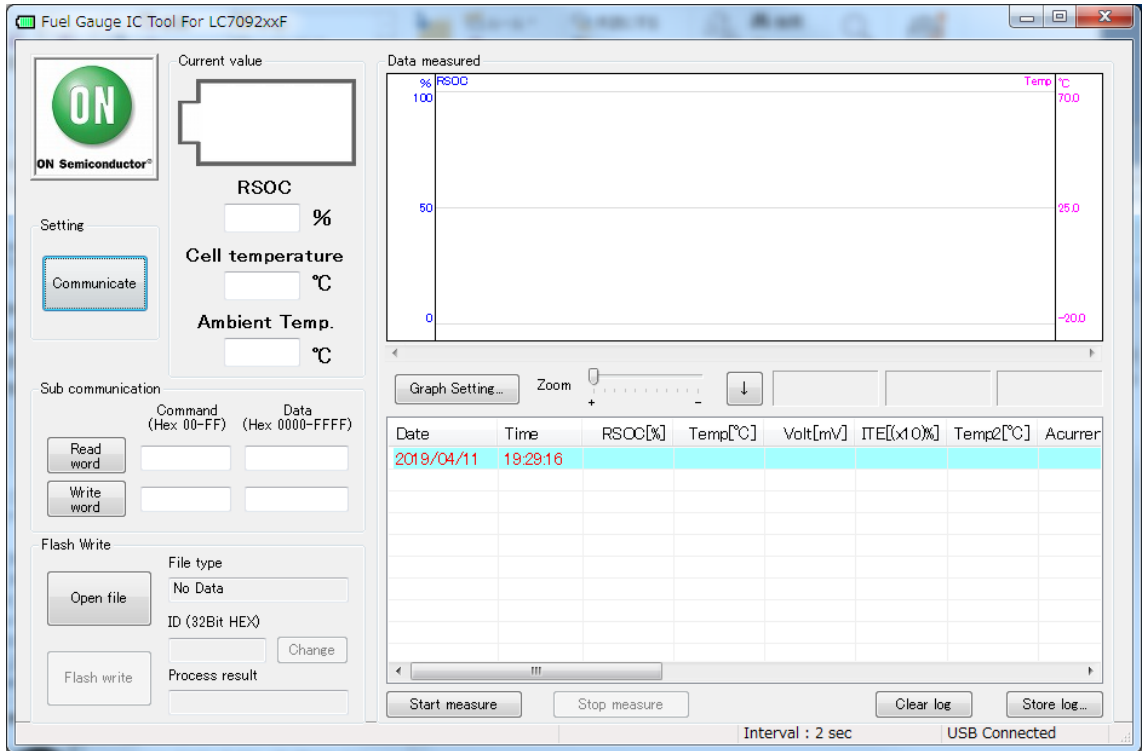 Fuel Gauge IC Tool For LC7092xxF
ON
ON Semiconductor®
Current value
RSOC
%
Cell temperature
℃
Ambient Temp.
℃
Setting
Communicate
Sub communication
Command
(Hex 00-FF)
Data
(Hex 0000-FFFF)
Read
word
Write
word
Flash Write
Open file
File type
No Data
ID (32Bit HEX)
Change
Flash write
Process result
Data measured
% RSOC Temp ℃
100 70.0
50 25.0
0 -20.0
Graph Setting... Zoom + - ↓
Date Time RSOC[%] Temp[℃] Volt[mV] ITE[(x10)%] Temp2[℃] Acurrer
2019/04/11 19:29:16
Start measure Stop measure Clear log Store log...
Interval : 2 sec USB Connected